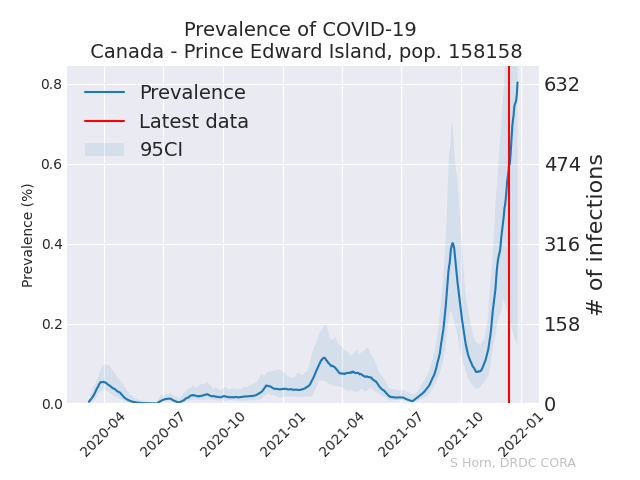 Prevalence of COVID-19
Canada - Prince Edward Island, pop. 158158
Prevalence
Latest data
95CI
0.8
0.6
0.4
0.2
0.0
Prevalence (%)
632
474
316
158
0
# of infections
2020-04
2020-07
2020-10
2021-01
2021-04
2021-07
2021-10
2022-01
S Horn, DRDC CORA